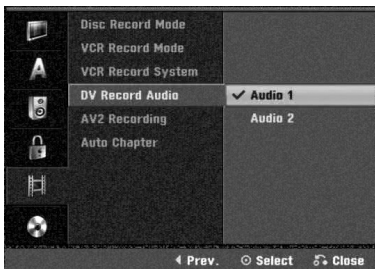 Disc Record Mode
VCR Record Mode
VCR Record System
DV Record Audio
✓ Audio 1
AV2 Recording
Audio 2
Auto Chapter
A
Prev.
Select
Close